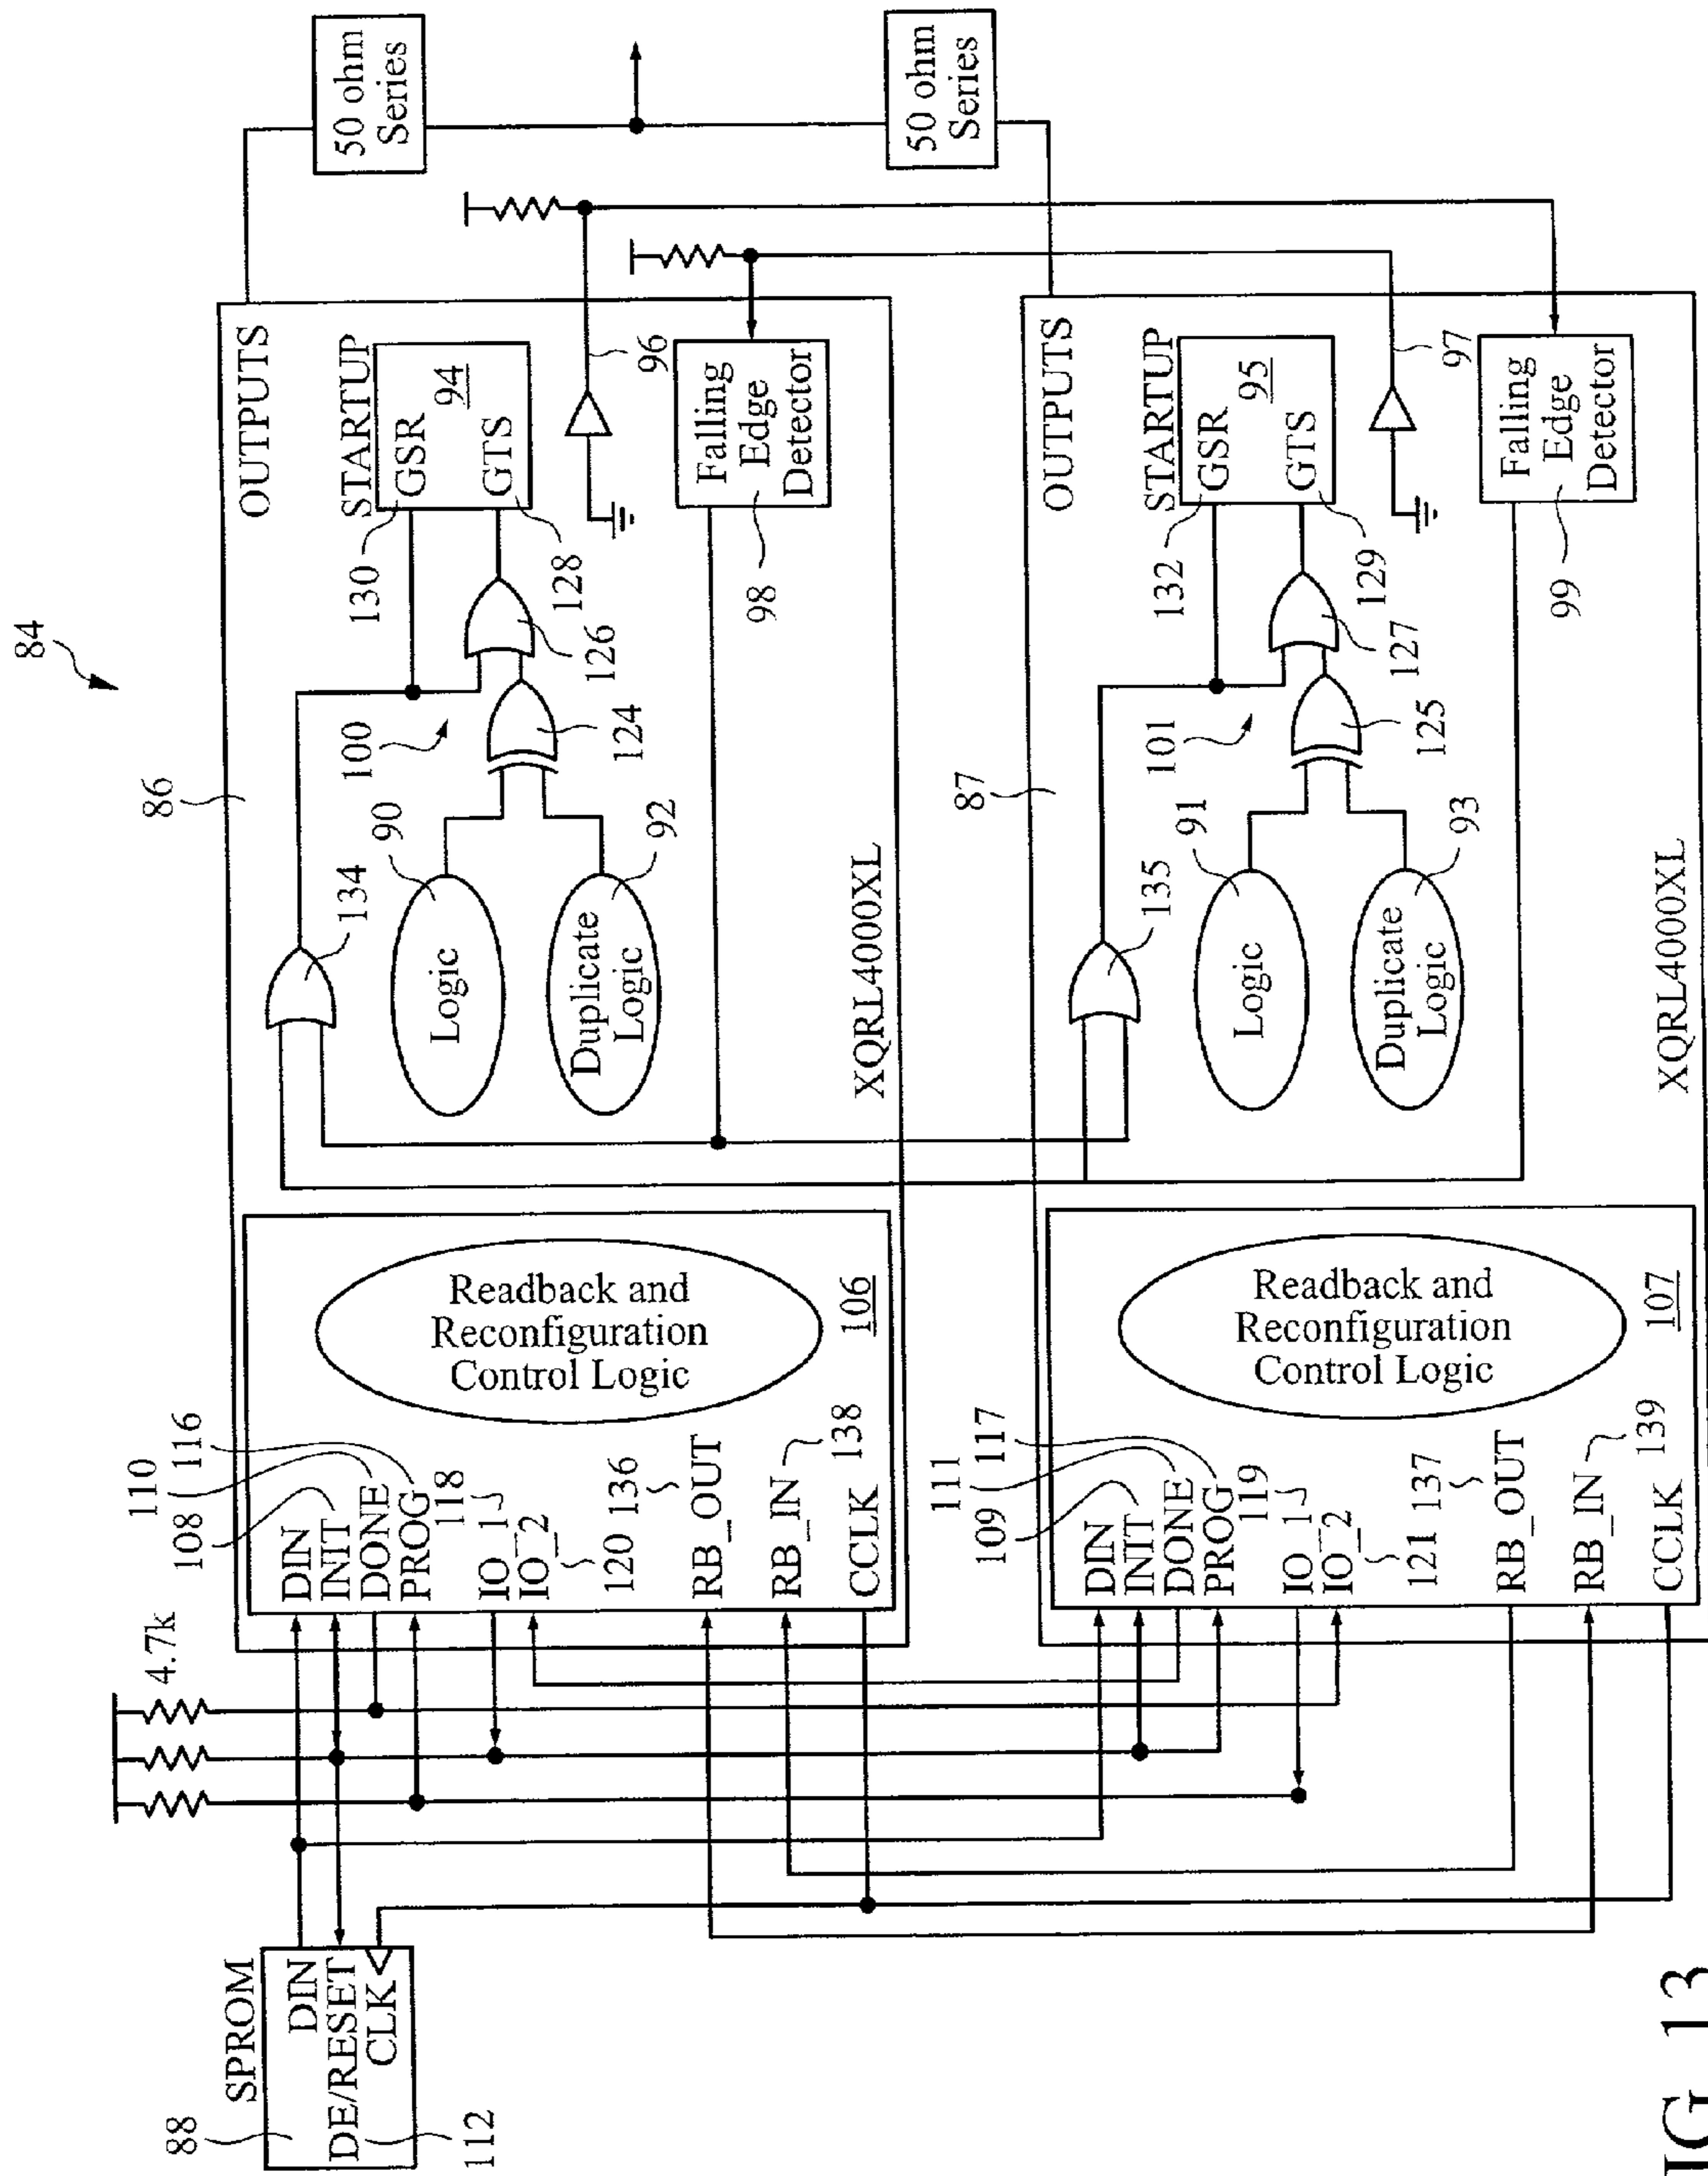 84
SPROM
88
DIN
DE/RESET
CLK
112
4.7k
86
108
110
116
DIN
INIT
DONE
PROG
118
IO_1
IO_2
120
136
RB_OUT
RB_IN
138
CCLK
Readback and
Reconfiguration
Control Logic
106
134
90
Logic
92
Duplicate
Logic
100
124
126
130
128
OUTPUTS
STARTUP
GSR
94
GTS
96
98
Falling
Edge
Detector
XQRL4000XL
50 ohm
Series
87
109
111
117
DIN
INIT
DONE
PROG
119
IO_1
IO_2
121
137
RB_OUT
RB_IN
139
CCLK
Readback and
Reconfiguration
Control Logic
107
135
91
Logic
93
Duplicate
Logic
101
125
127
132
129
OUTPUTS
STARTUP
GSR
95
GTS
97
99
Falling
Edge
Detector
XQRL4000XL
50 ohm
Series
IG 13